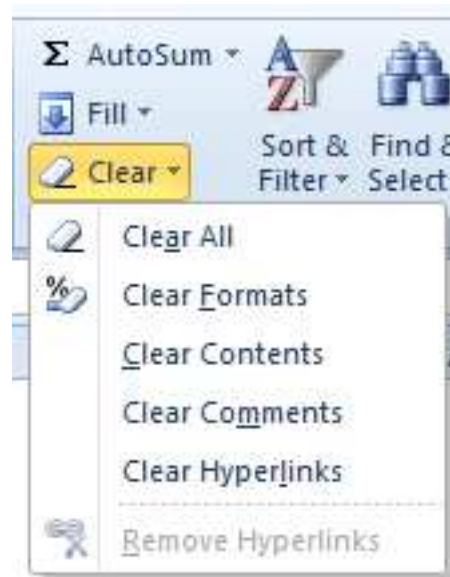 Σ AutoSum
Fill
Clear
Sort &
Filter
Find &
Select
Clear All
% Clear Formats
Clear Contents
Clear Comments
Clear Hyperlinks
Remove Hyperlinks